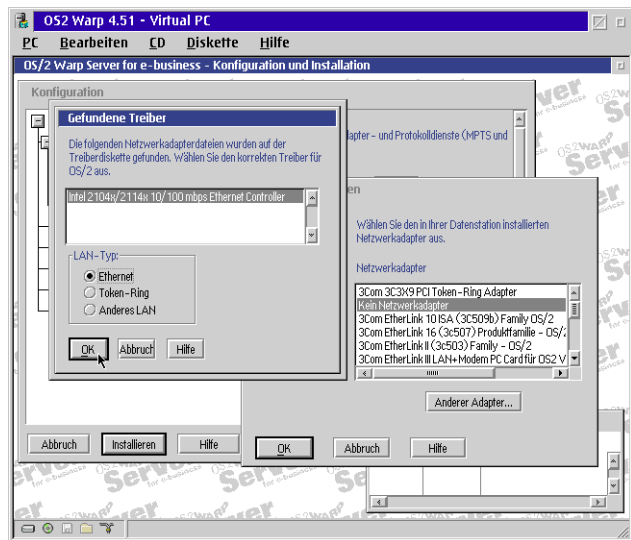 OS2 Warp 4.51 - Virtual PC
PC Bearbeiten CD Diskette Hilfe
OS/2 Warp Server for e-business - Konfiguration und Installation
Konfiguration
Gefundene Treiber
Die folgenden Netzwerkadapterdateien wurden auf der
Treiberdiskette gefunden. Wählen Sie den korrekten Treiber für
OS/2 aus.
Intel 2104x/2114x 10/100 mbps Ethernet Controller
LAN-Typ:
Ethernet
Token-Ring
Anderes LAN
OK Abbruch Hilfe
apter- und Protokolldienste (MPTS und
en
Wählen Sie den in Ihrer Datenstation installierten
Netzwerkadapter aus.
Netzwerkadapter
3Com 3C3X9 PCI Token-Ring Adapter
Kein Netzwerkadapter
3Com EtherLink 10 ISA (3C509b) Family OS/2
3Com EtherLink 16 (3c507) Produktfamilie - OS/2
3Com EtherLink II (3c503) Family - OS/2
3Com EtherLink III LAN+Modem PC Card für OS2 V
Anderer Adapter...
OK Abbruch Hilfe
Abbruch Installieren Hilfe
OS2 WARP
Server
for e-business